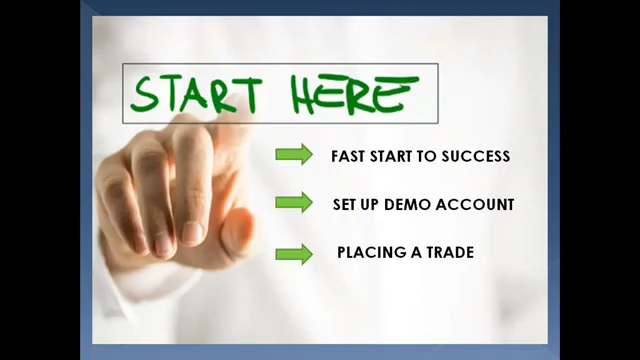 START HERE
FAST START TO SUCCESS
SET UP DEMO ACCOUNT
PLACING A TRADE